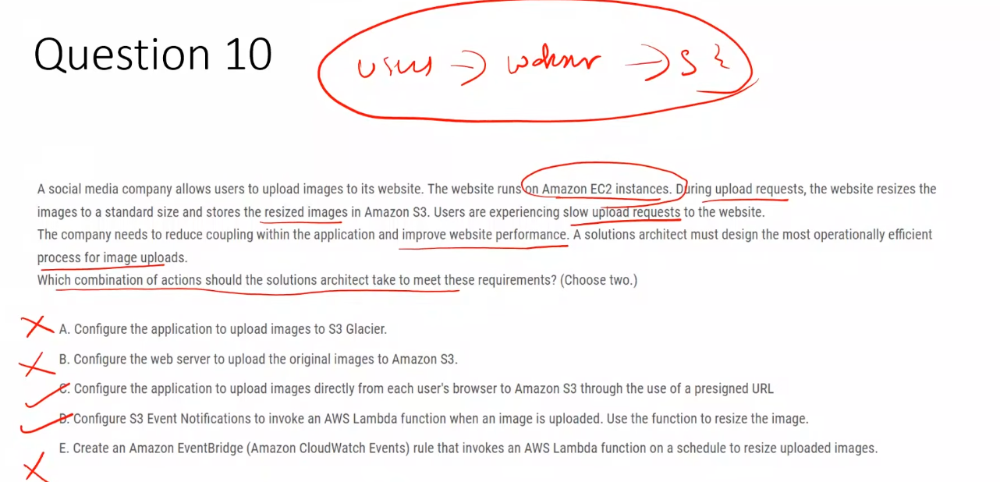 Question 10
users → → S3
A social media company allows users to upload images to its website. The website runs on Amazon EC2 instances. During upload requests, the website resizes the
images to a standard size and stores the resized images in Amazon S3. Users are experiencing slow upload requests to the website.
The company needs to reduce coupling within the application and improve website performance. A solutions architect must design the most operationally efficient
process for image uploads.
Which combination of actions should the solutions architect take to meet these requirements? (Choose two.)
A. Configure the application to upload images to S3 Glacier.
B. Configure the web server to upload the original images to Amazon S3.
C. Configure the application to upload images directly from each user's browser to Amazon S3 through the use of a presigned URL
D. Configure S3 Event Notifications to invoke an AWS Lambda function when an image is uploaded. Use the function to resize the image.
E. Create an Amazon EventBridge (Amazon CloudWatch Events) rule that invokes an AWS Lambda function on a schedule to resize uploaded images.